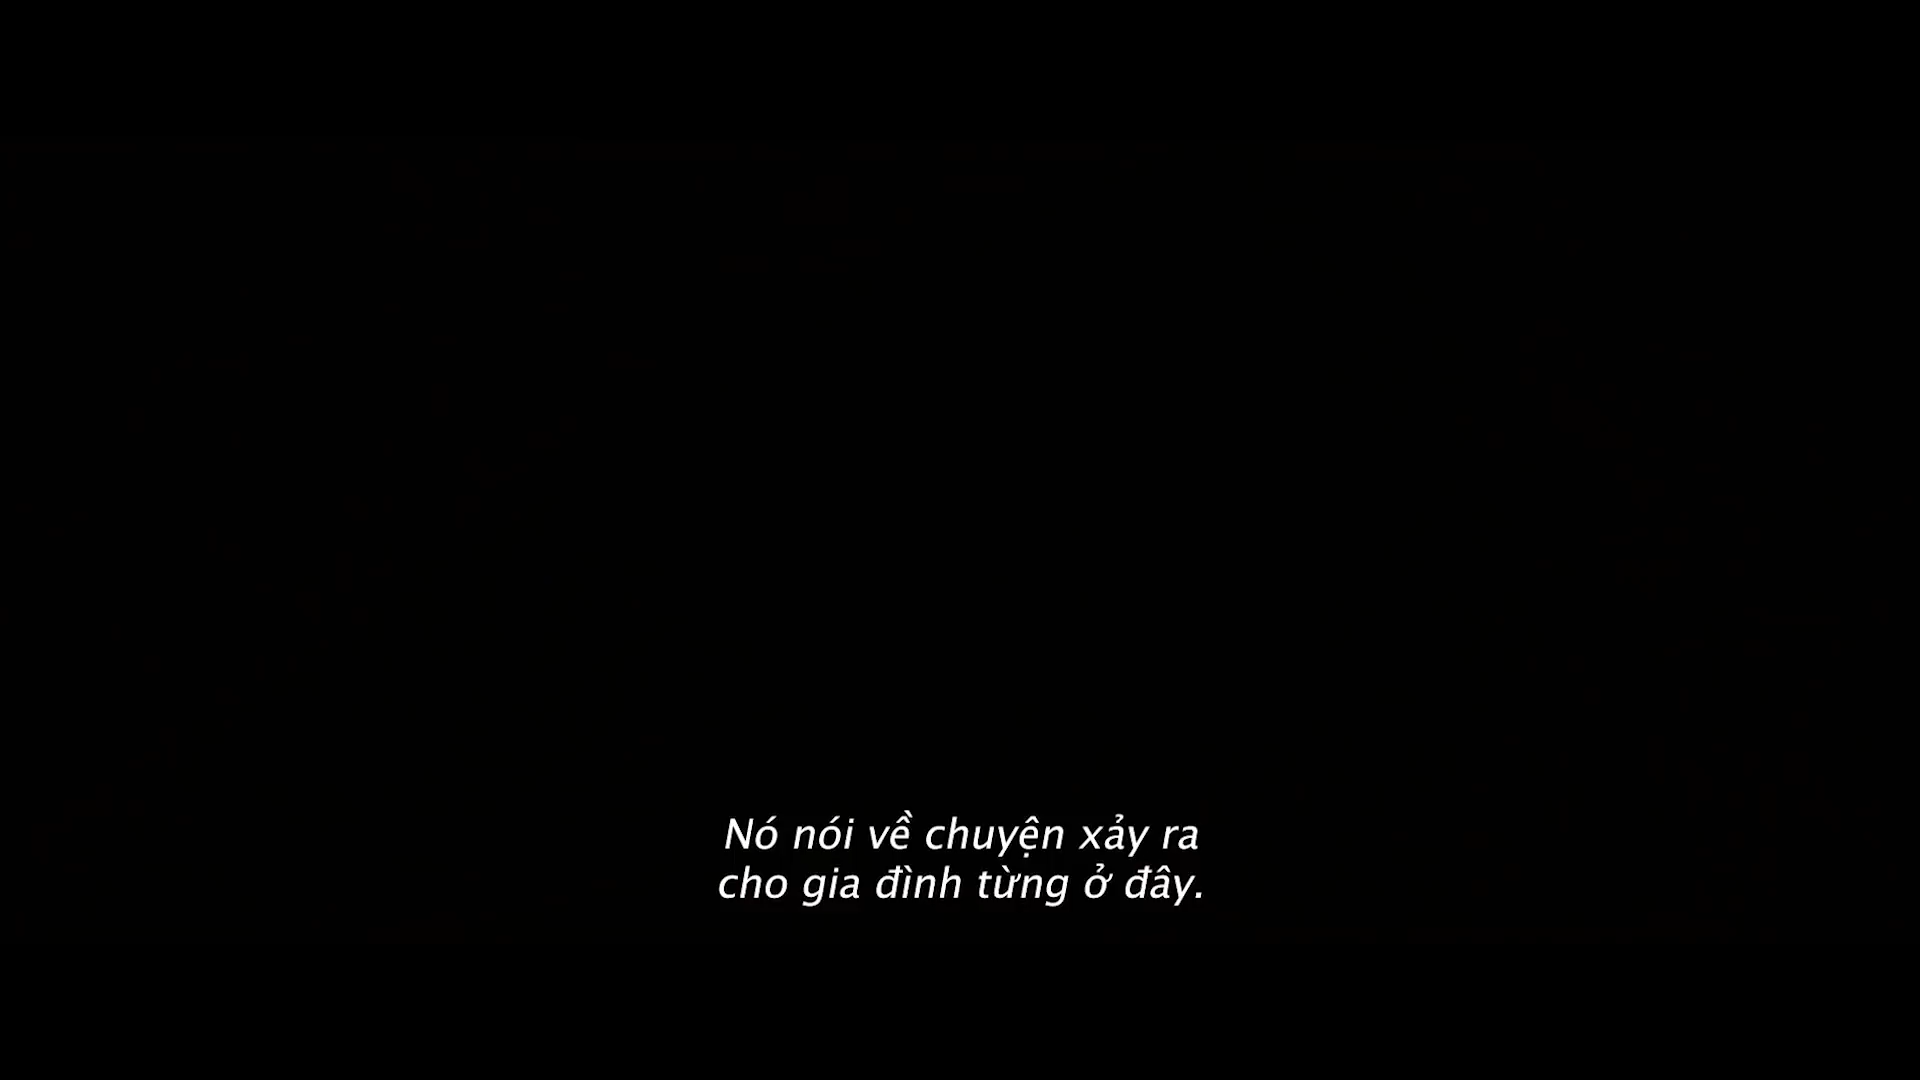 Nó nói về chuyện xảy ra
cho gia đình từng ở đây.